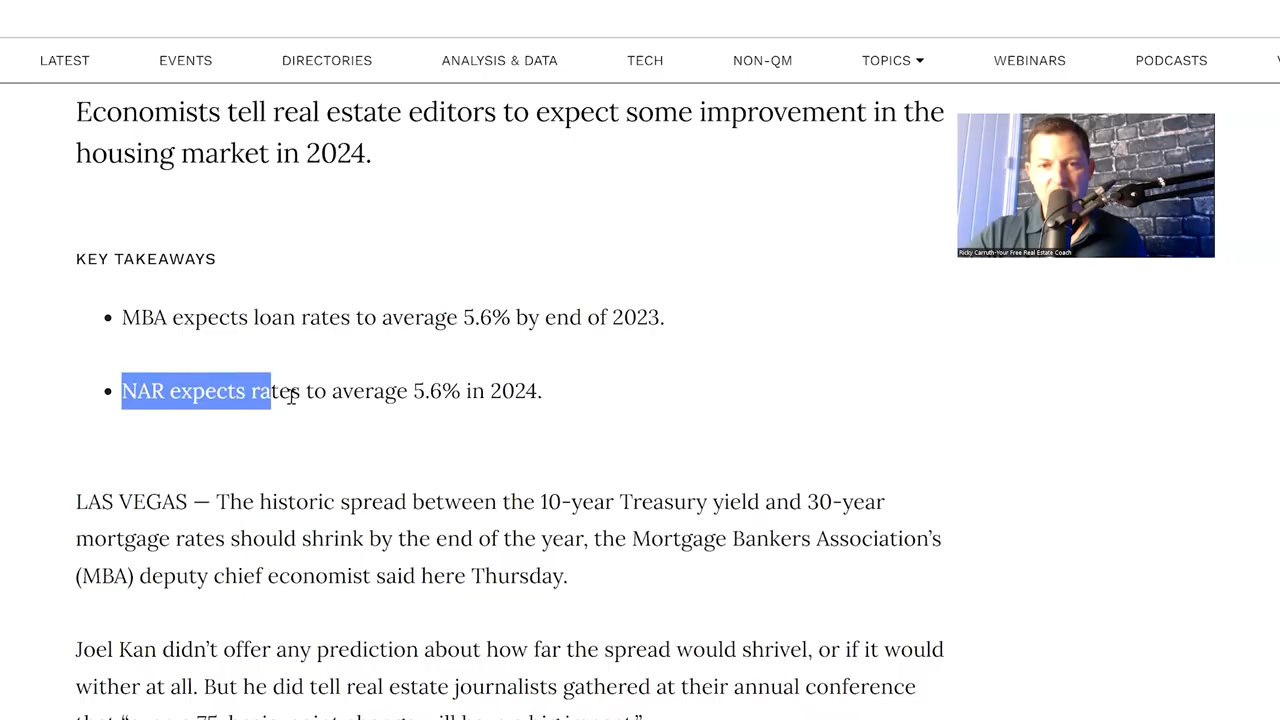 LATEST EVENTS DIRECTORIES ANALYSIS & DATA TECH NON-QM TOPICS WEBINARS PODCASTS
Economists tell real estate editors to expect some improvement in the
housing market in 2024.
Ricky Carruth-Your Free Real Estate Coach
KEY TAKEAWAYS
• MBA expects loan rates to average 5.6% by end of 2023.
• NAR expects rates to average 5.6% in 2024.
LAS VEGAS — The historic spread between the 10-year Treasury yield and 30-year
mortgage rates should shrink by the end of the year, the Mortgage Bankers Association’s
(MBA) deputy chief economist said here Thursday.
Joel Kan didn’t offer any prediction about how far the spread would shrivel, or if it would
wither at all. But he did tell real estate journalists gathered at their annual conference